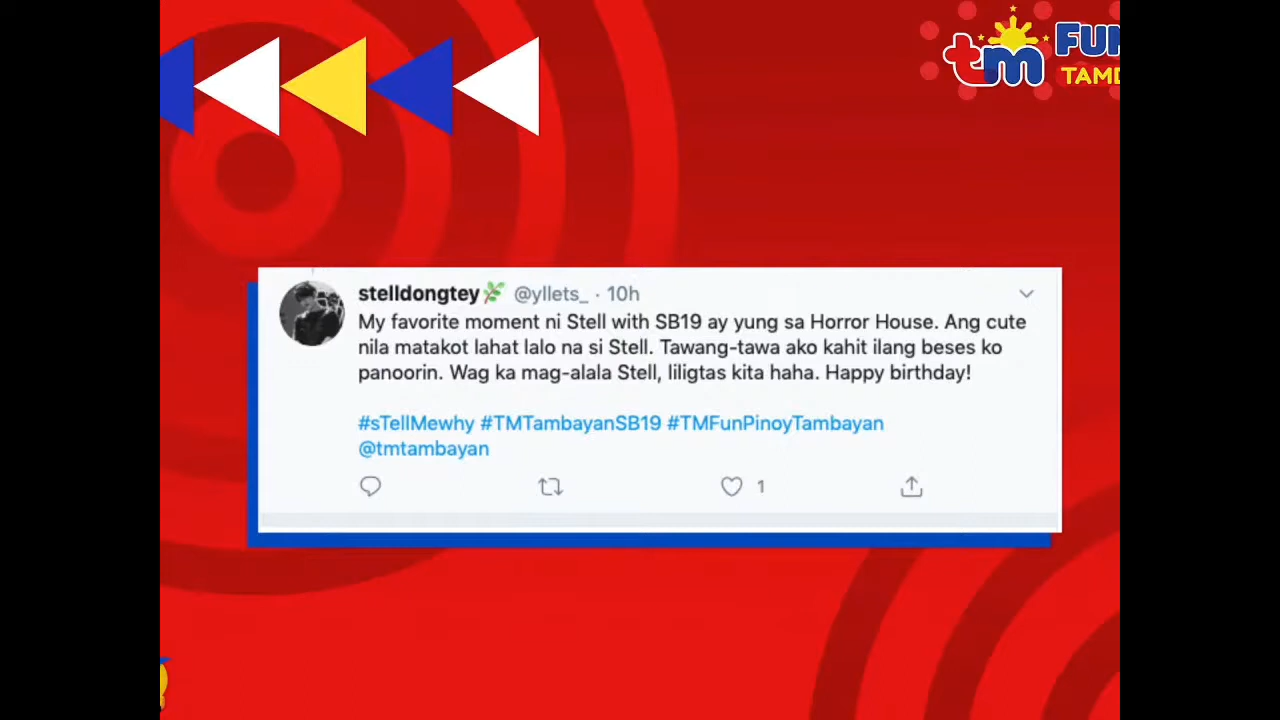 tm FUN
TAMB
stelldongtey @yllets_ · 10h
My favorite moment ni Stell with SB19 ay yung sa Horror House. Ang cute
nila matakot lahat lalo na si Stell. Tawang-tawa ako kahit ilang beses ko
panoorin. Wag ka mag-alala Stell, liligtas kita haha. Happy birthday!
#sTellMewhy #TMTambayanSB19 #TMFunPinoyTambayan
@tmtambayan
1